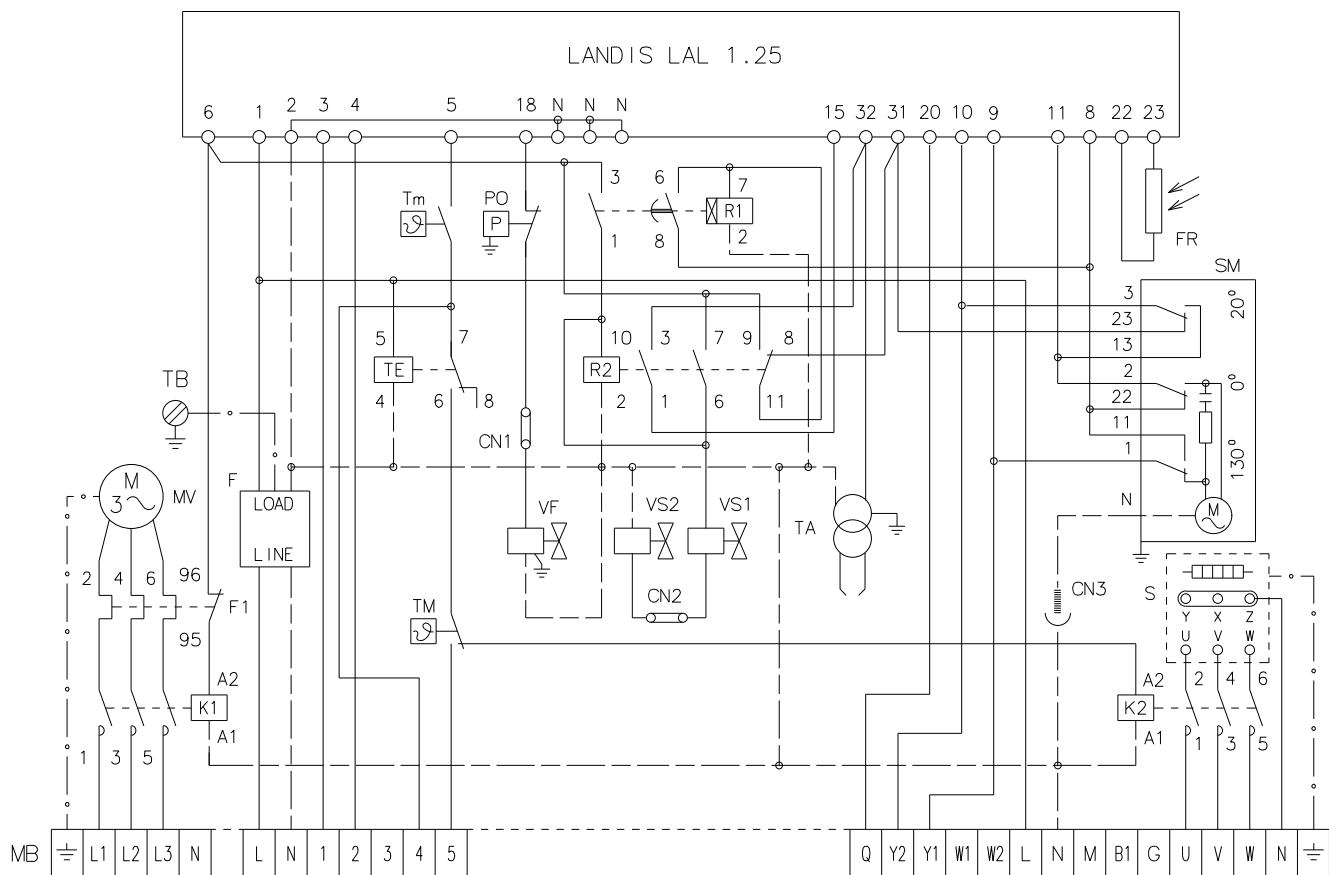 LANDIS LAL 1.25
6 1 2 3 4 5 18 N N N 15 32 31 20 10 9 11 8 22 23
Tm PO P 3 1 6 8 7 R1 2 FR
SM
3 20°
23
13
5 7 10 3 7 9 8
TE R2 2 0°
4 6 8 2 1 6 11 22
TB 11
CN1 1 130°
M 3 MV F LOAD VF VS2 VS1 TA N M
LINE
2 4 6 96 CN2 CN3 S
F1 TM Y X Z
95 U V W
A2 A2 2 4 6
K1 K2
A1 A1
1 3 5 1 3 5
MB L1 L2 L3 N L N 1 2 3 4 5 Q Y2 Y1 W1 W2 L N M B1 G U V W N